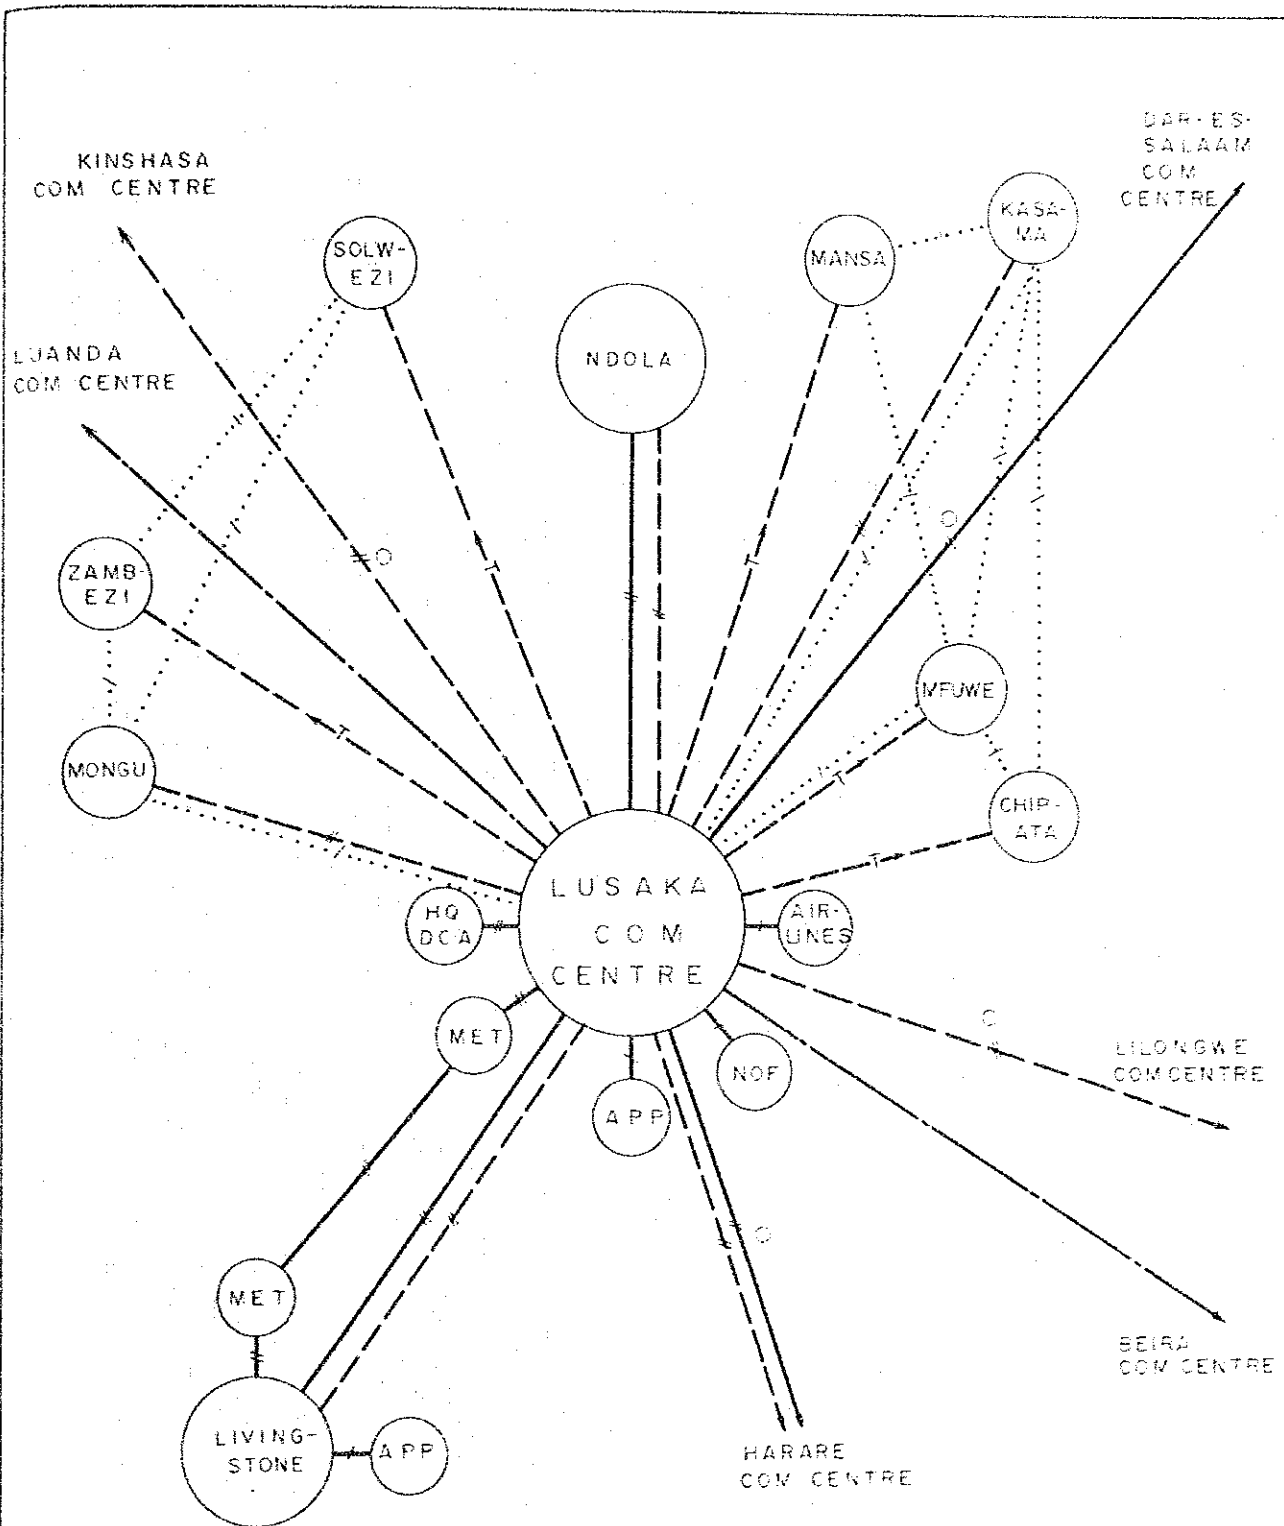 DAR-ES-
SALAAM
COM
CENTRE
KINSHASA
COM CENTRE
SOLW-
EZI
MANSA
KASA-
MA
NDOLA
LUANDA
COM CENTRE
O
O
T
T
ZAMB-
EZI
T
MFUWE
MONGU
T
CHIP-
ATA
T
LUSAKA
COM
CENTRE
HQ
DCA
AIR-
LINES
MET
NOF
APP
O
LILONGWE
COM CENTRE
O
MET
BEIRA
COM CENTRE
LIVING-
STONE
APP
HARARE
COM CENTRE